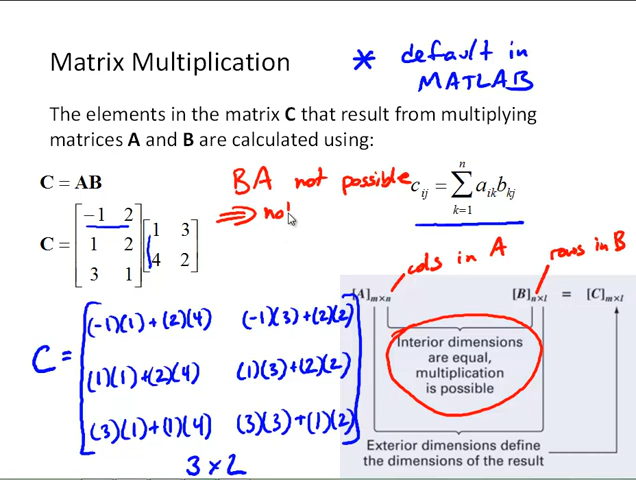 Matrix Multiplication
* default in
MATLAB
The elements in the matrix C that result from multiplying
matrices A and B are calculated using:
C = AB
BA not possible
⇒ not
c_ij = Σ_{k=1}^{n} a_ik b_kj
C = [-1 2; 1 2; 3 1] [1 3; 4 2]
cols in A
rows in B
[A]m×n [B]n×l = [C]m×l
Interior dimensions
are equal,
multiplication
is possible
Exterior dimensions define
the dimensions of the result
C =
(-1)(1)+(2)(4) (-1)(3)+(2)(2)
(1)(1)+(2)(4) (1)(3)+(2)(2)
(3)(1)+(1)(4) (3)(3)+(1)(2)
3 × 2